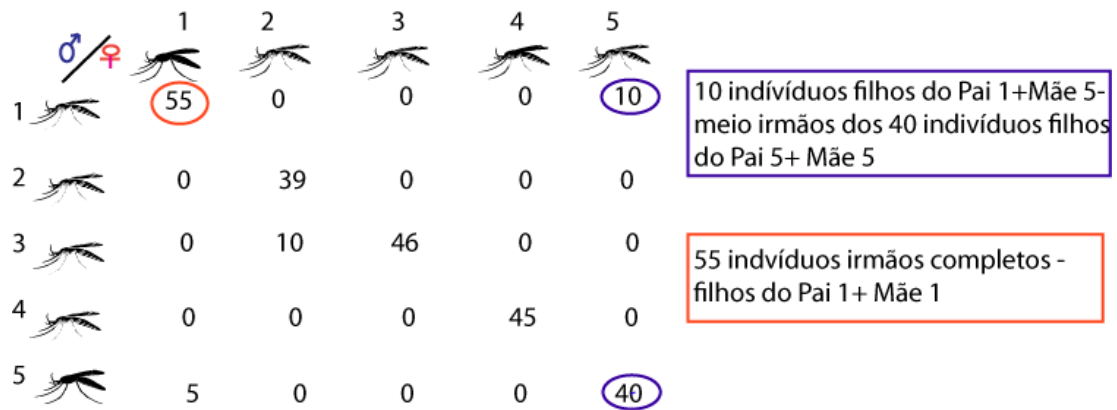 1 2 3 4 5
♂/♀
1 55 0 0 0 10
2 0 39 0 0 0
3 0 10 46 0 0
4 0 0 0 45 0
5 5 0 0 0 40
10 indívíduos filhos do Pai 1+Mãe 5-
meio irmãos dos 40 indivíduos filhos
do Pai 5+ Mãe 5
55 indvíduos irmãos completos -
filhos do Pai 1+ Mãe 1